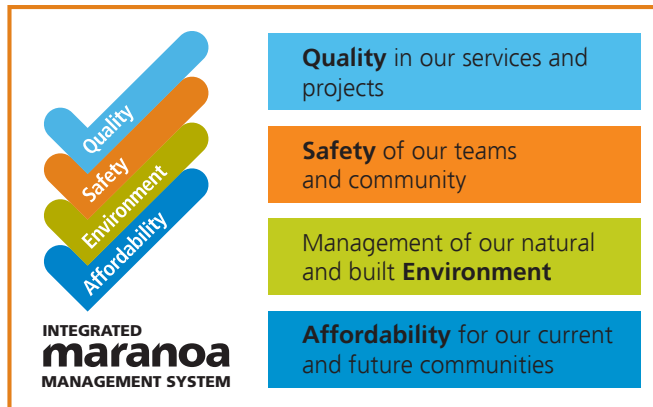 Quality
Safety
Environment
Affordability
INTEGRATED
maranoa
MANAGEMENT SYSTEM
Quality in our services and
projects
Safety of our teams
and community
Management of our natural
and built Environment
Affordability for our current
and future communities